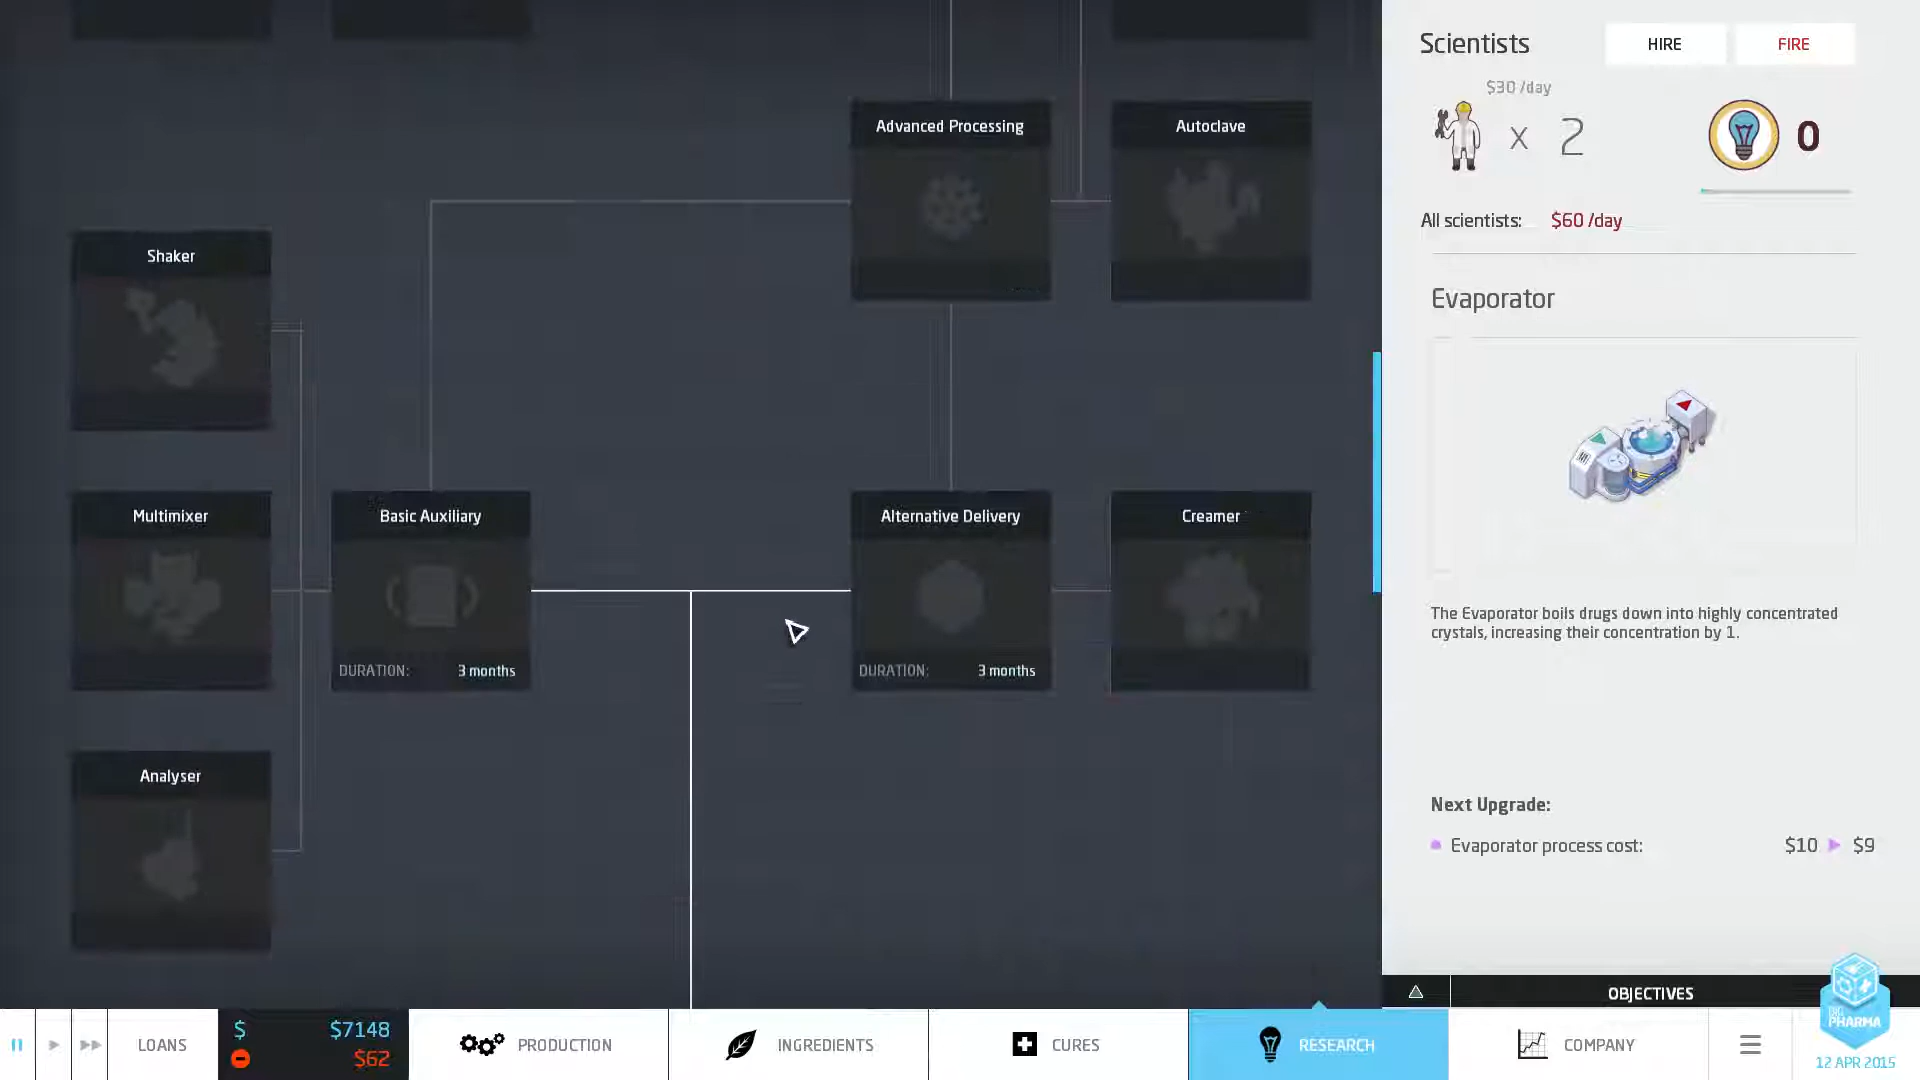 Scientists
HIRE
FIRE
$30 /day
X 2
0
All scientists: $60 /day
Advanced Processing
Autoclave
Shaker
Evaporator
Multimixer
Basic Auxiliary
Alternative Delivery
Creamer
The Evaporator boils drugs down into highly concentrated
crystals, increasing their concentration by 1.
DURATION: 3 months
DURATION: 3 months
Analyser
Next Upgrade:
Evaporator process cost: $10 $9
OBJECTIVES
LOANS
$ $7148
$62
PRODUCTION
INGREDIENTS
CURES
RESEARCH
COMPANY
BIG
PHARMA
12 APR 2015